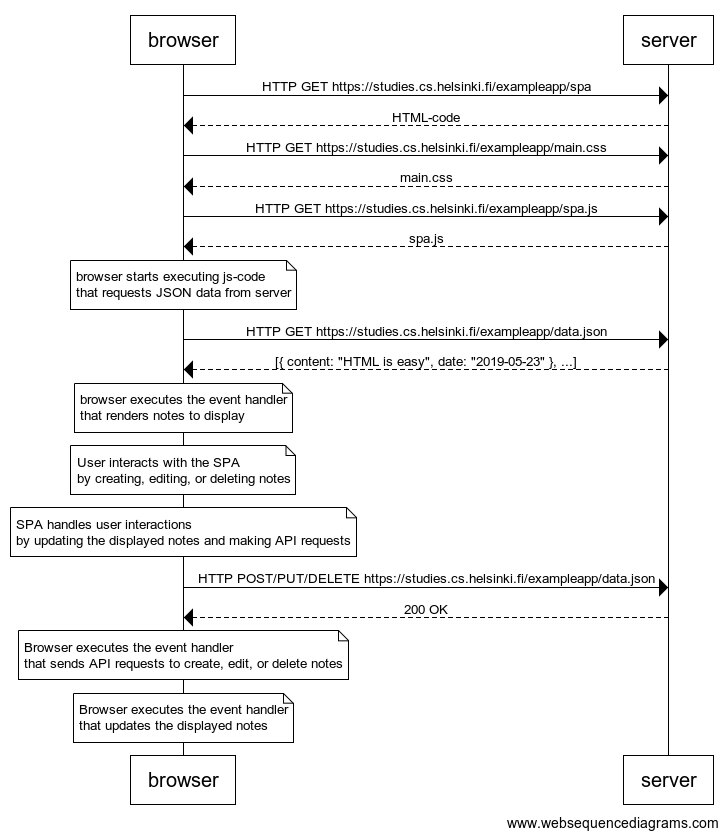 browser
server
HTTP GET https://studies.cs.helsinki.fi/exampleapp/spa
HTML-code
HTTP GET https://studies.cs.helsinki.fi/exampleapp/main.css
main.css
HTTP GET https://studies.cs.helsinki.fi/exampleapp/spa.js
spa.js
browser starts executing js-code
that requests JSON data from server
HTTP GET https://studies.cs.helsinki.fi/exampleapp/data.json
[{ content: "HTML is easy", date: "2019-05-23" }, ...]
browser executes the event handler
that renders notes to display
User interacts with the SPA
by creating, editing, or deleting notes
SPA handles user interactions
by updating the displayed notes and making API requests
HTTP POST/PUT/DELETE https://studies.cs.helsinki.fi/exampleapp/data.json
200 OK
Browser executes the event handler
that sends API requests to create, edit, or delete notes
Browser executes the event handler
that updates the displayed notes
browser
server
www.websequencediagrams.com